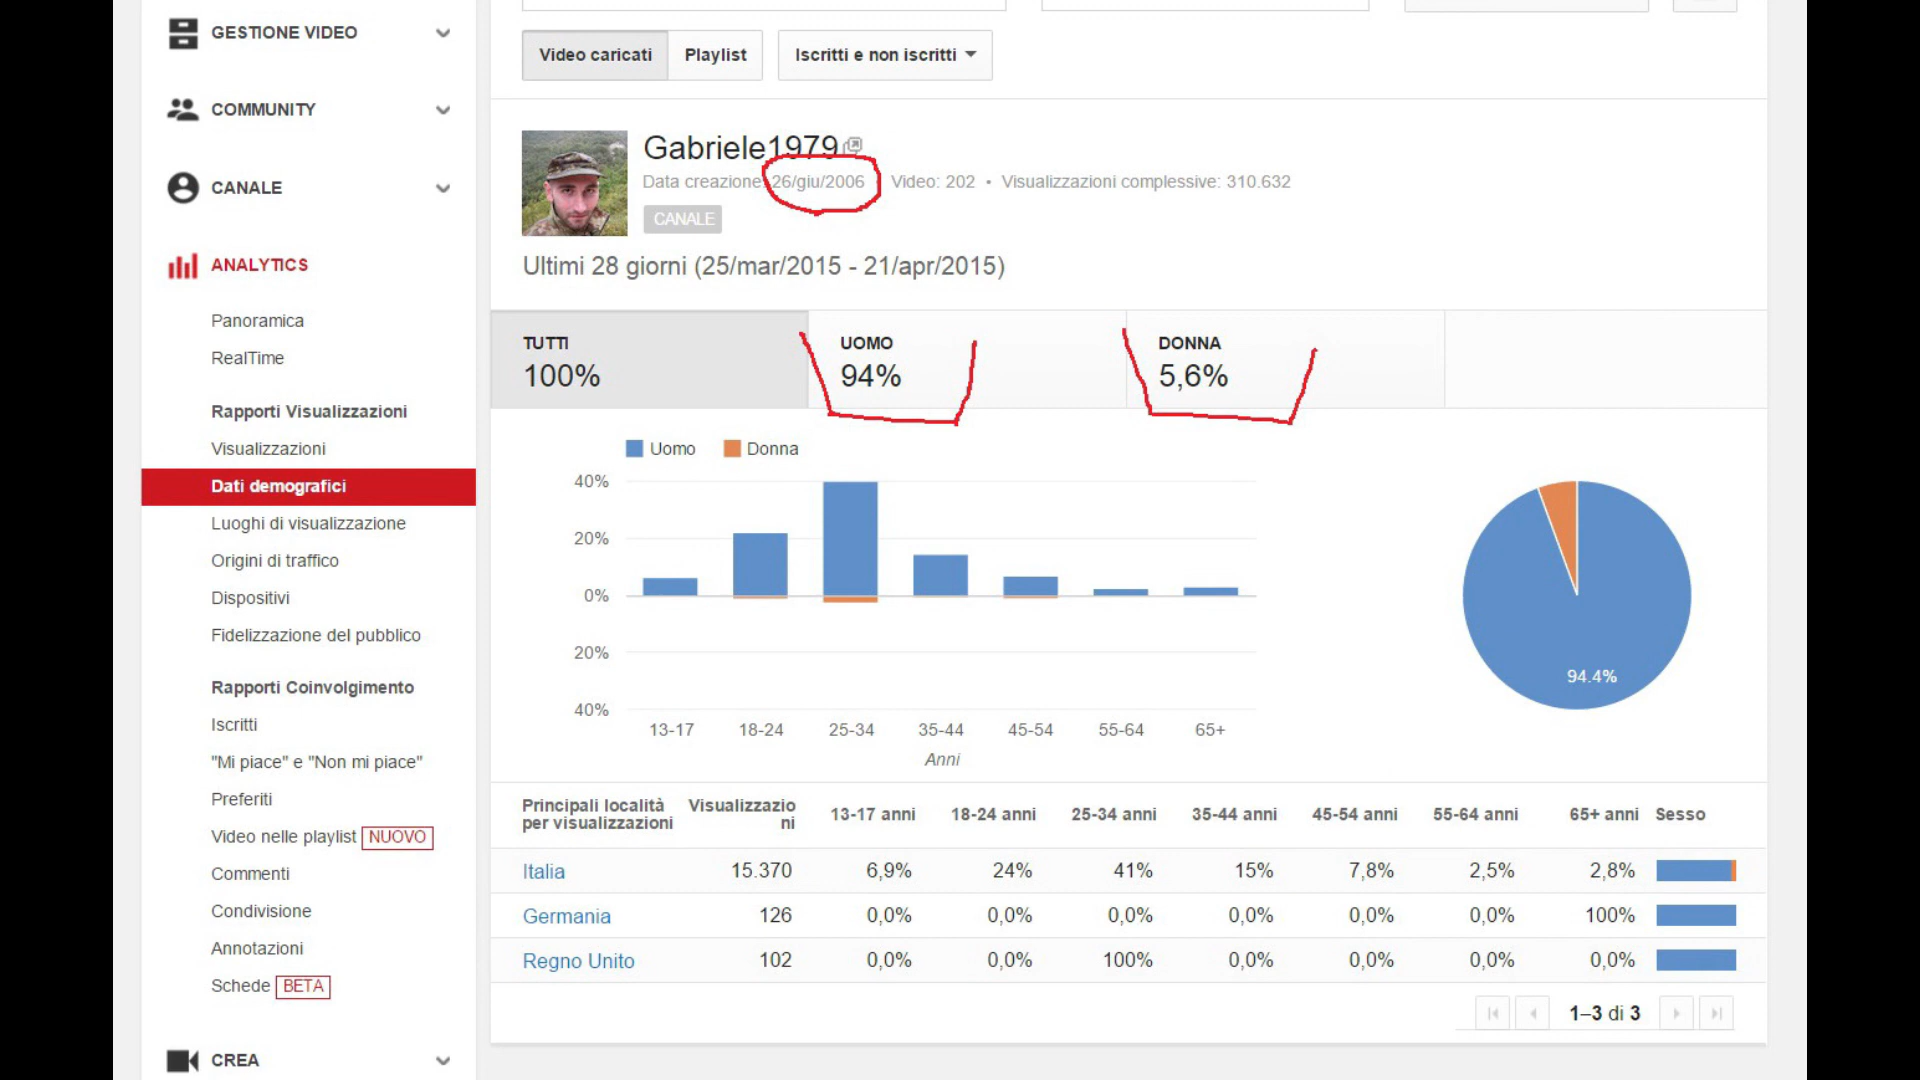 GESTIONE VIDEO
COMMUNITY
CANALE
ANALYTICS
Panoramica
RealTime
Rapporti Visualizzazioni
Visualizzazioni
Dati demografici
Luoghi di visualizzazione
Origini di traffico
Dispositivi
Fidelizzazione del pubblico
Rapporti Coinvolgimento
Iscritti
"Mi piace" e "Non mi piace"
Preferiti
Video nelle playlist NUOVO
Commenti
Condivisione
Annotazioni
Schede BETA
CREA
Video caricati Playlist Iscritti e non iscritti
Gabriele1979
Data creazione: 26/giu/2006 Video: 202 • Visualizzazioni complessive: 310.632
CANALE
Ultimi 28 giorni (25/mar/2015 - 21/apr/2015)
TUTTI UOMO DONNA
100% 94% 5,6%
Uomo Donna
40%
20%
0%
20%
40%
13-17 18-24 25-34 35-44 45-54 55-64 65+
Anni
94.4%
Principali località Visualizzazio
per visualizzazioni ni 13-17 anni 18-24 anni 25-34 anni 35-44 anni 45-54 anni 55-64 anni 65+ anni Sesso
Italia 15.370 6,9% 24% 41% 15% 7,8% 2,5% 2,8%
Germania 126 0,0% 0,0% 0,0% 0,0% 0,0% 0,0% 100%
Regno Unito 102 0,0% 0,0% 100% 0,0% 0,0% 0,0% 0,0%
1–3 di 3